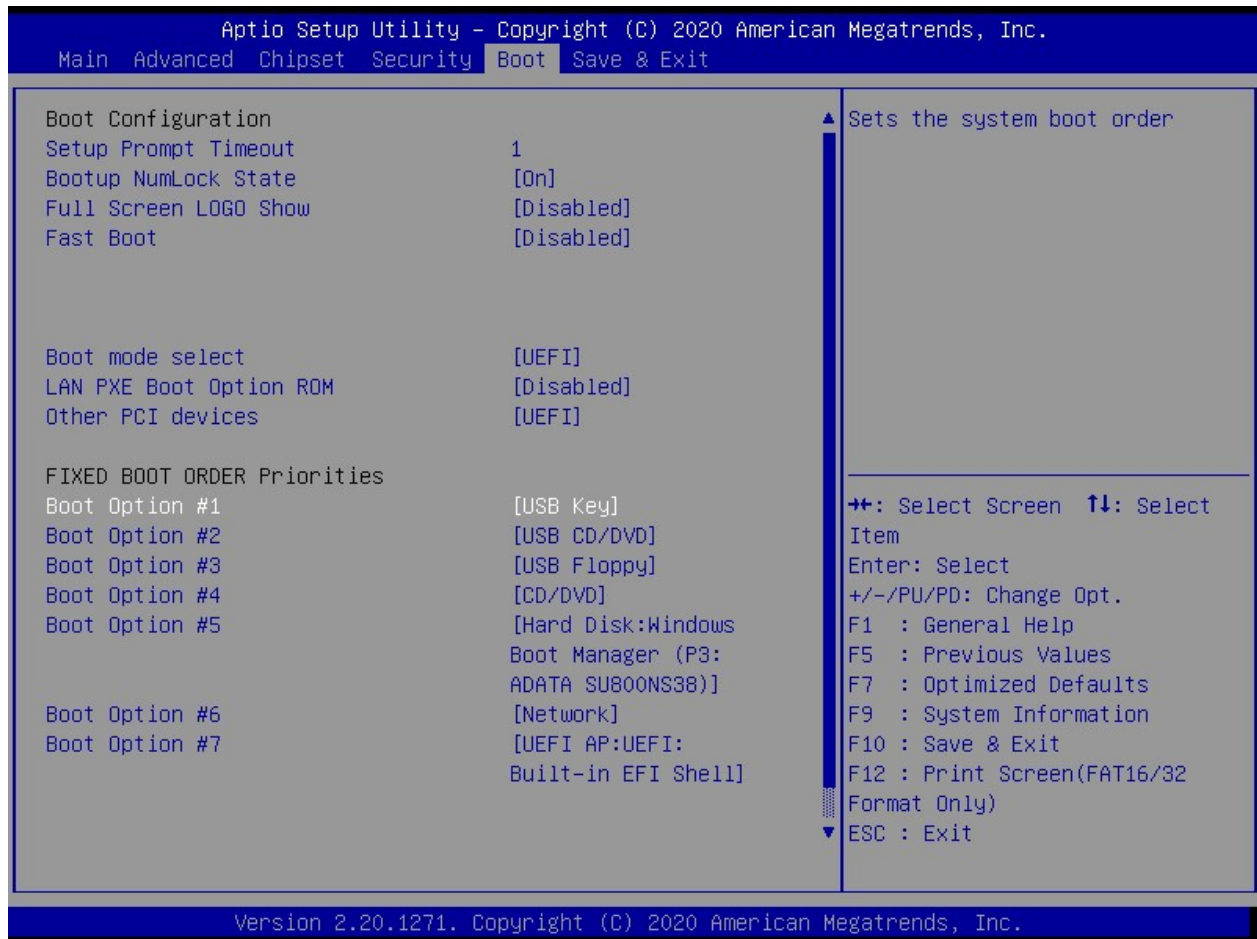 Aptio Setup Utility – Copyright (C) 2020 American Megatrends, Inc.
Main Advanced Chipset Security Boot Save & Exit
Boot Configuration
Setup Prompt Timeout 1
Bootup NumLock State [On]
Full Screen LOGO Show [Disabled]
Fast Boot [Disabled]
Boot mode select [UEFI]
LAN PXE Boot Option ROM [Disabled]
Other PCI devices [UEFI]
FIXED BOOT ORDER Priorities
Boot Option #1 [USB Key]
Boot Option #2 [USB CD/DVD]
Boot Option #3 [USB Floppy]
Boot Option #4 [CD/DVD]
Boot Option #5 [Hard Disk:Windows
Boot Manager (P3:
ADATA SU800NS38)]
Boot Option #6 [Network]
Boot Option #7 [UEFI AP:UEFI:
Built-in EFI Shell]
Sets the system boot order
→←: Select Screen ↑↓: Select
Item
Enter: Select
+/-/PU/PD: Change Opt.
F1 : General Help
F5 : Previous Values
F7 : Optimized Defaults
F9 : System Information
F10 : Save & Exit
F12 : Print Screen(FAT16/32
Format Only)
ESC : Exit
Version 2.20.1271. Copyright (C) 2020 American Megatrends, Inc.